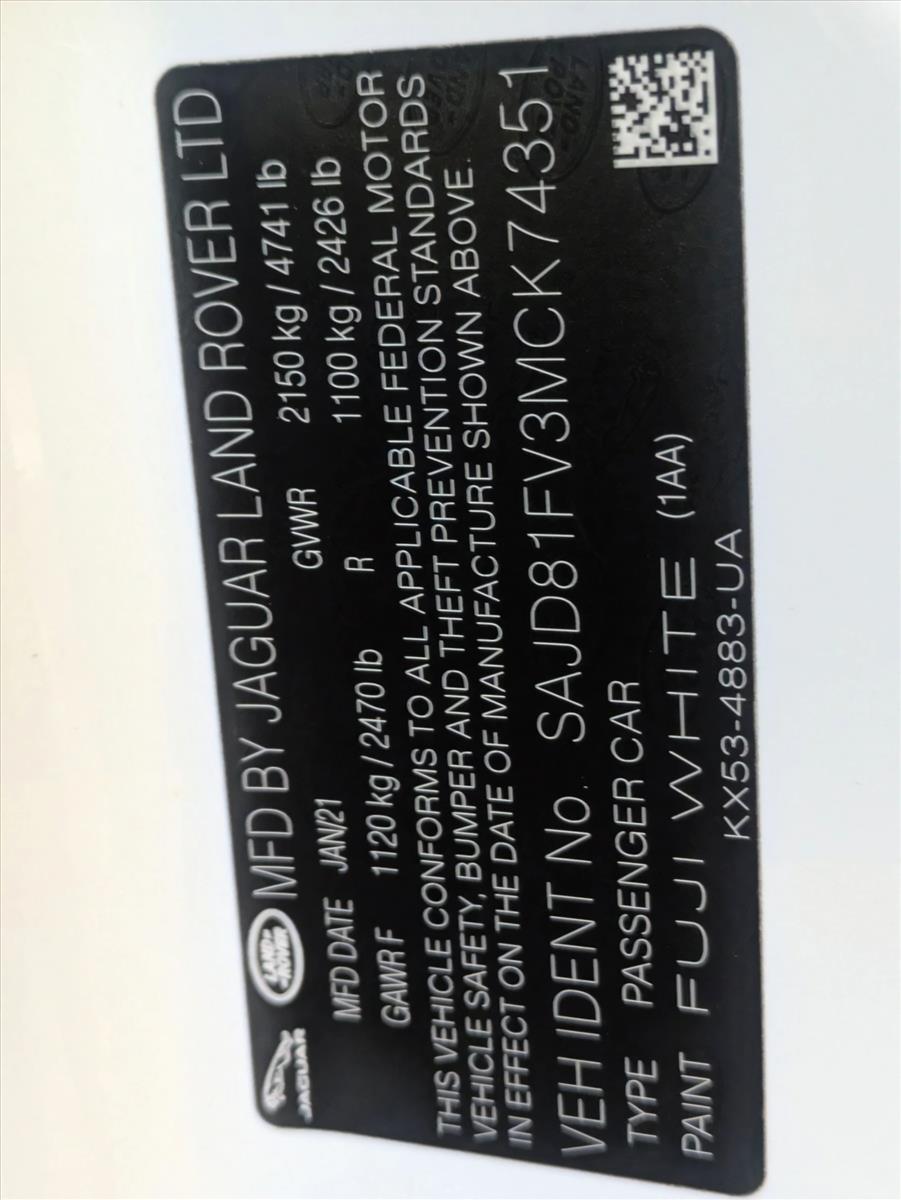 JAGUAR LAND ROVER MFD BY JAGUAR LAND ROVER LTD
MFD DATE JAN/21 GVWR 2150 kg / 4741 lb
GAWR F 1120 kg / 2470 lb R 1100 kg / 2426 lb
THIS VEHICLE CONFORMS TO ALL APPLICABLE FEDERAL MOTOR
VEHICLE SAFETY, BUMPER AND THEFT PREVENTION STANDARDS
IN EFFECT ON THE DATE OF MANUFACTURE SHOWN ABOVE.
VEH IDENT No. SAJD81FV3MCK74351
TYPE PASSENGER CAR
PAINT FUJI WHITE (1AA)
KX53-4883-UA